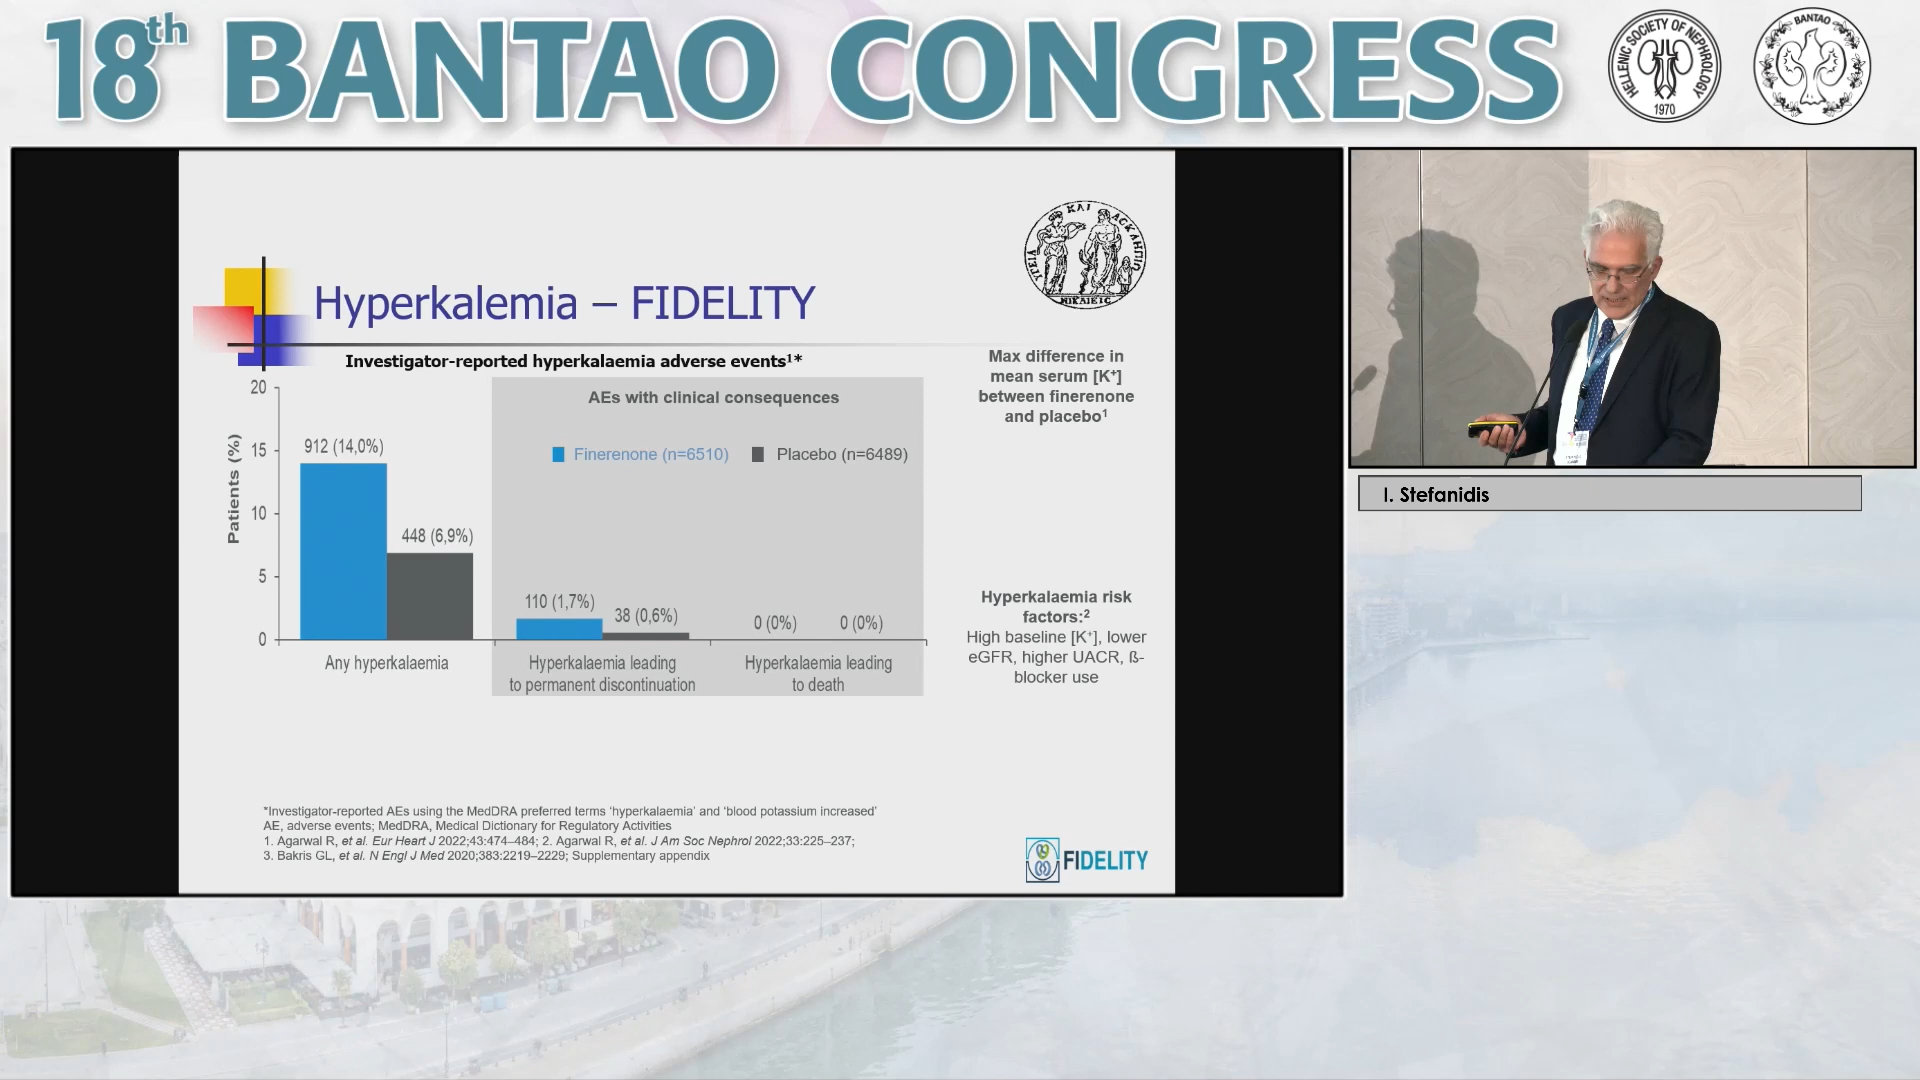 18th BANTAO CONGRESS
HELLENIC SOCIETY OF NEPHROLOGY
1970
BANTAO
ΥΓΕΙΑ ΚΑΙ ΑΣΚΛΗΠΙΩ
ΝΙΚΑΙΕΙC
Hyperkalemia – FIDELITY
Investigator-reported hyperkalaemia adverse events1*
Patients (%)
20
15
10
5
0
AEs with clinical consequences
Finerenone (n=6510)
Placebo (n=6489)
912 (14,0%)
448 (6,9%)
110 (1,7%)
38 (0,6%)
0 (0%)
0 (0%)
Any hyperkalaemia
Hyperkalaemia leading
to permanent discontinuation
Hyperkalaemia leading
to death
Max difference in
mean serum [K+]
between finerenone
and placebo1
Hyperkalaemia risk
factors:2
High baseline [K+], lower
eGFR, higher UACR, ß-
blocker use
*Investigator-reported AEs using the MedDRA preferred terms ‘hyperkalaemia’ and ‘blood potassium increased’
AE, adverse events; MedDRA, Medical Dictionary for Regulatory Activities
1. Agarwal R, et al. Eur Heart J 2022;43:474–484; 2. Agarwal R, et al. J Am Soc Nephrol 2022;33:225–237;
3. Bakris GL, et al. N Engl J Med 2020;383:2219–2229; Supplementary appendix
FIDELITY
I. Stefanidis